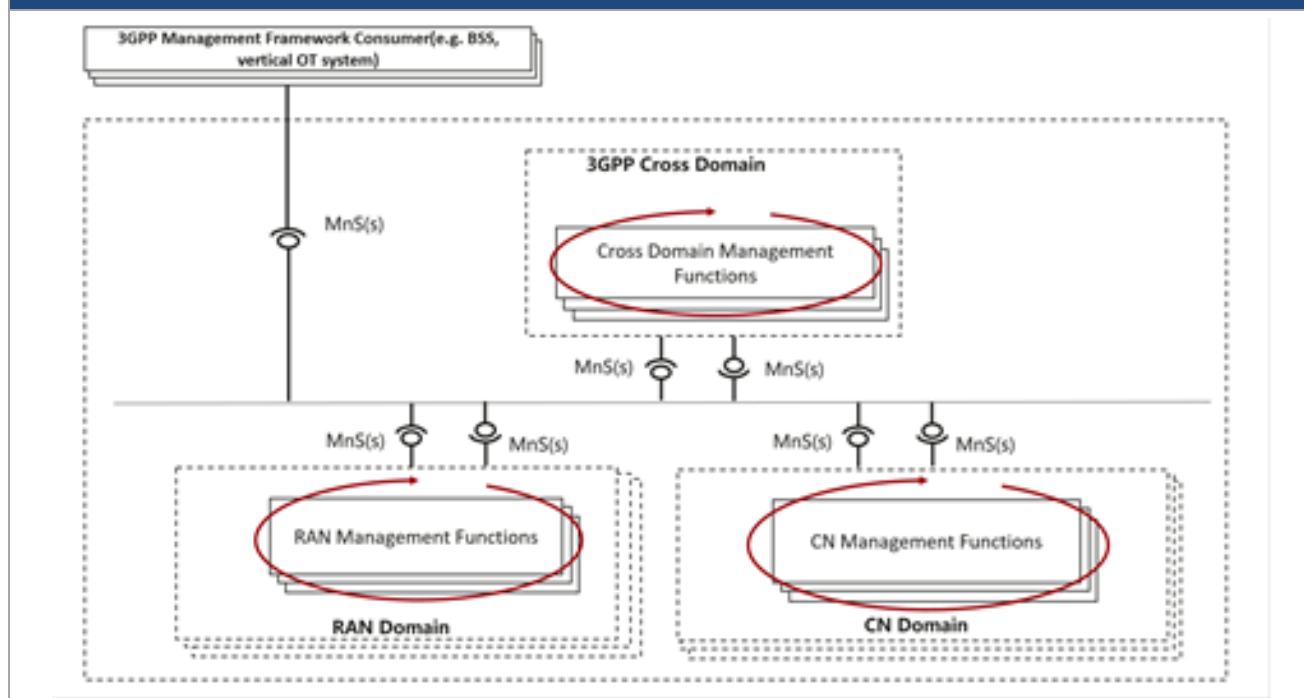 3GPP Management Framework Consumer(e.g. BSS,
vertical OT system)
MnS(s)
3GPP Cross Domain
Cross Domain Management
Functions
MnS(s)
MnS(s)
MnS(s)
MnS(s)
MnS(s)
MnS(s)
RAN Management Functions
CN Management Functions
RAN Domain
CN Domain